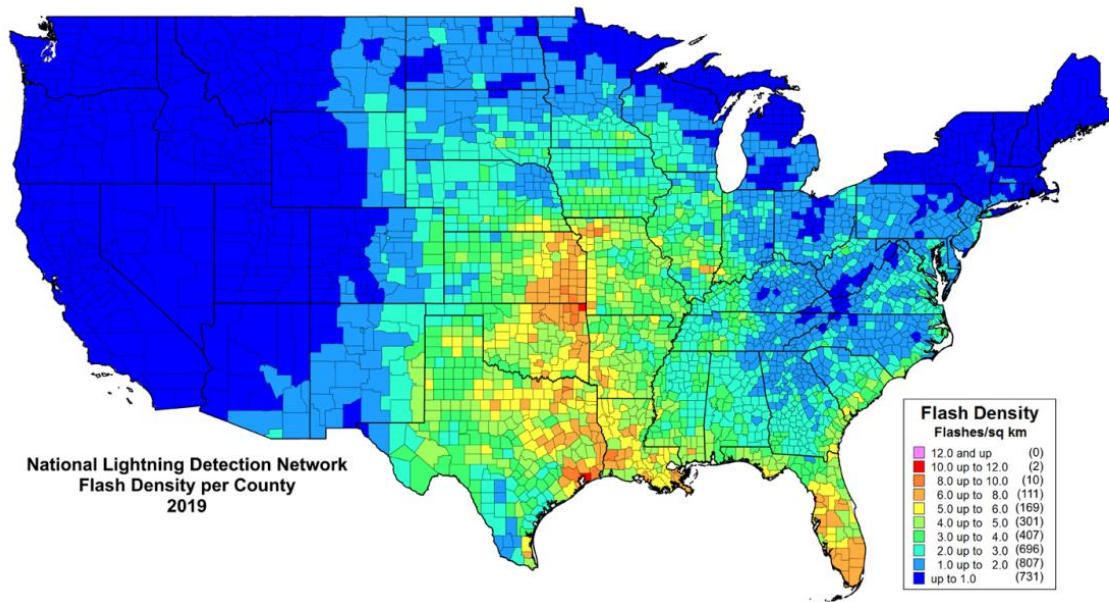 National Lightning Detection Network
Flash Density per County
2019
Flash Density
Flashes/sq km
12.0 and up (0)
10.0 up to 12.0 (2)
8.0 up to 10.0 (10)
6.0 up to 8.0 (111)
5.0 up to 6.0 (169)
4.0 up to 5.0 (301)
3.0 up to 4.0 (407)
2.0 up to 3.0 (696)
1.0 up to 2.0 (807)
up to 1.0 (731)